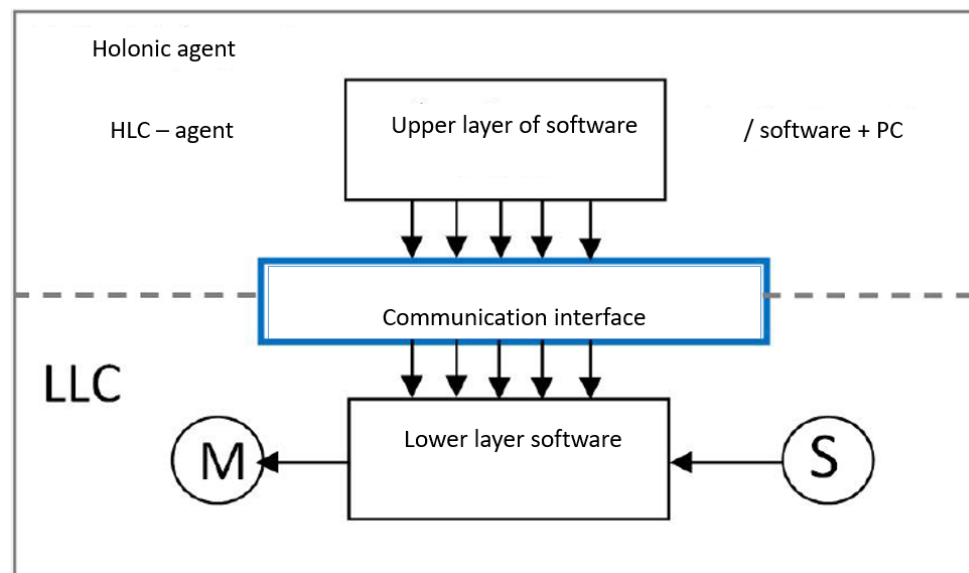 Holonic agent
HLC – agent
Upper layer of software
/ software + PC
Communication interface
LLC
Lower layer software
M
S